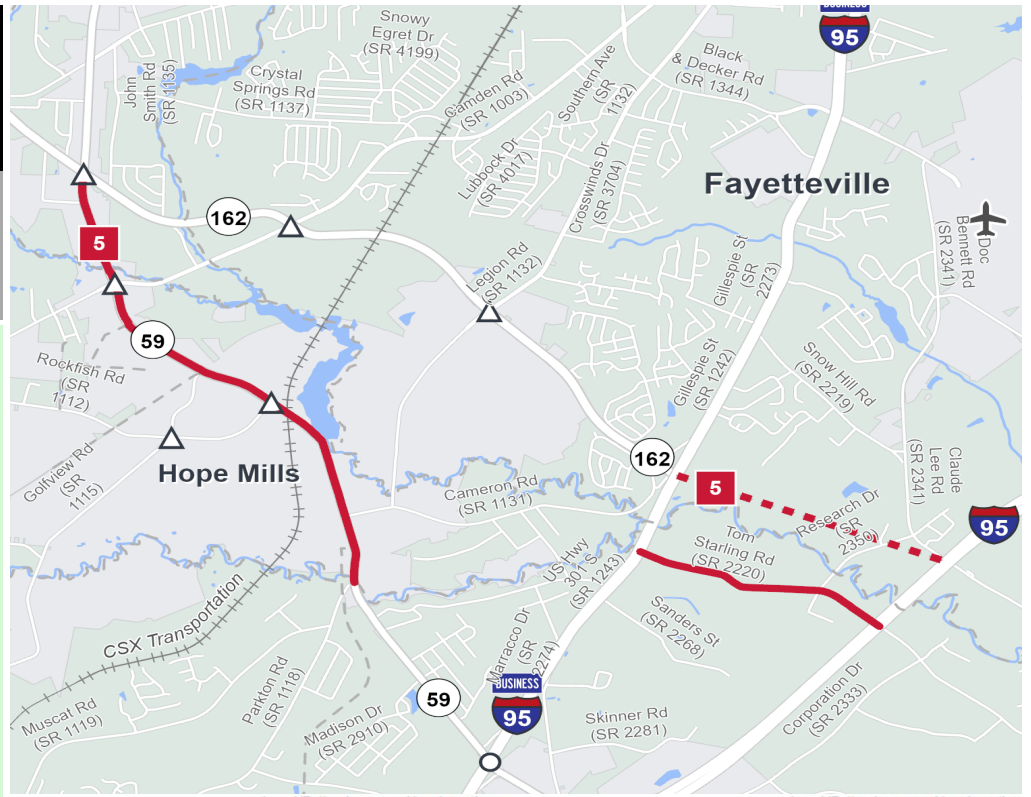 BUSINESS
95
Snowy
Egret Dr
(SR 4199)
John
Smith Rd
(SR 1135)
Crystal
Springs Rd
(SR 1137)
Camden Rd
(SR 1003)
Southern Ave
(SR
1132)
Black
& Decker Rd
(SR 1344)
Lubbock Dr
(SR 4017)
Crosswinds Dr
(SR 3704)
Fayetteville
162
5
Legion Rd
(SR 1132)
Gillespie St
(SR
2273)
Doc
Bennett Rd
(SR 2341)
59
Rockfish Rd
(SR
1112)
Gillespie St
(SR 1242)
Snow Hill Rd
(SR 2219)
Golfview Rd
(SR
1115)
Hope Mills
162
Claude
Lee Rd
(SR 2341)
Cameron Rd
(SR 1131)
5
Research Dr
(SR
2350)
95
Tom
Starling Rd
(SR 2220)
US Hwy
301 S
(SR 1243)
CSX Transportation
Sanders St
(SR 2268)
Marracco Dr
(SR
2274)
Parkton Rd
(SR 1118)
Muscat Rd
(SR 1119)
Madison Dr
(SR 2910)
59
BUSINESS
95
Skinner Rd
(SR 2281)
Corporation Dr
(SR 2333)